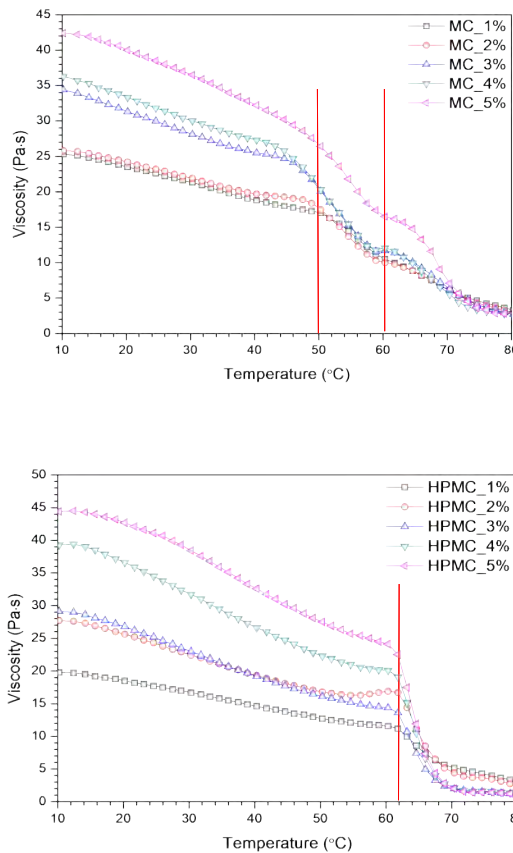 45
40
35
30
25
20
15
10
5
0
Viscosity (Pa·s)
MC_1%
MC_2%
MC_3%
MC_4%
MC_5%
10 20 30 40 50 60 70 80
Temperature (°C)
50
45
40
35
30
25
20
15
10
5
0
Viscosity (Pa·s)
HPMC_1%
HPMC_2%
HPMC_3%
HPMC_4%
HPMC_5%
10 20 30 40 50 60 70 80
Temperature (°C)